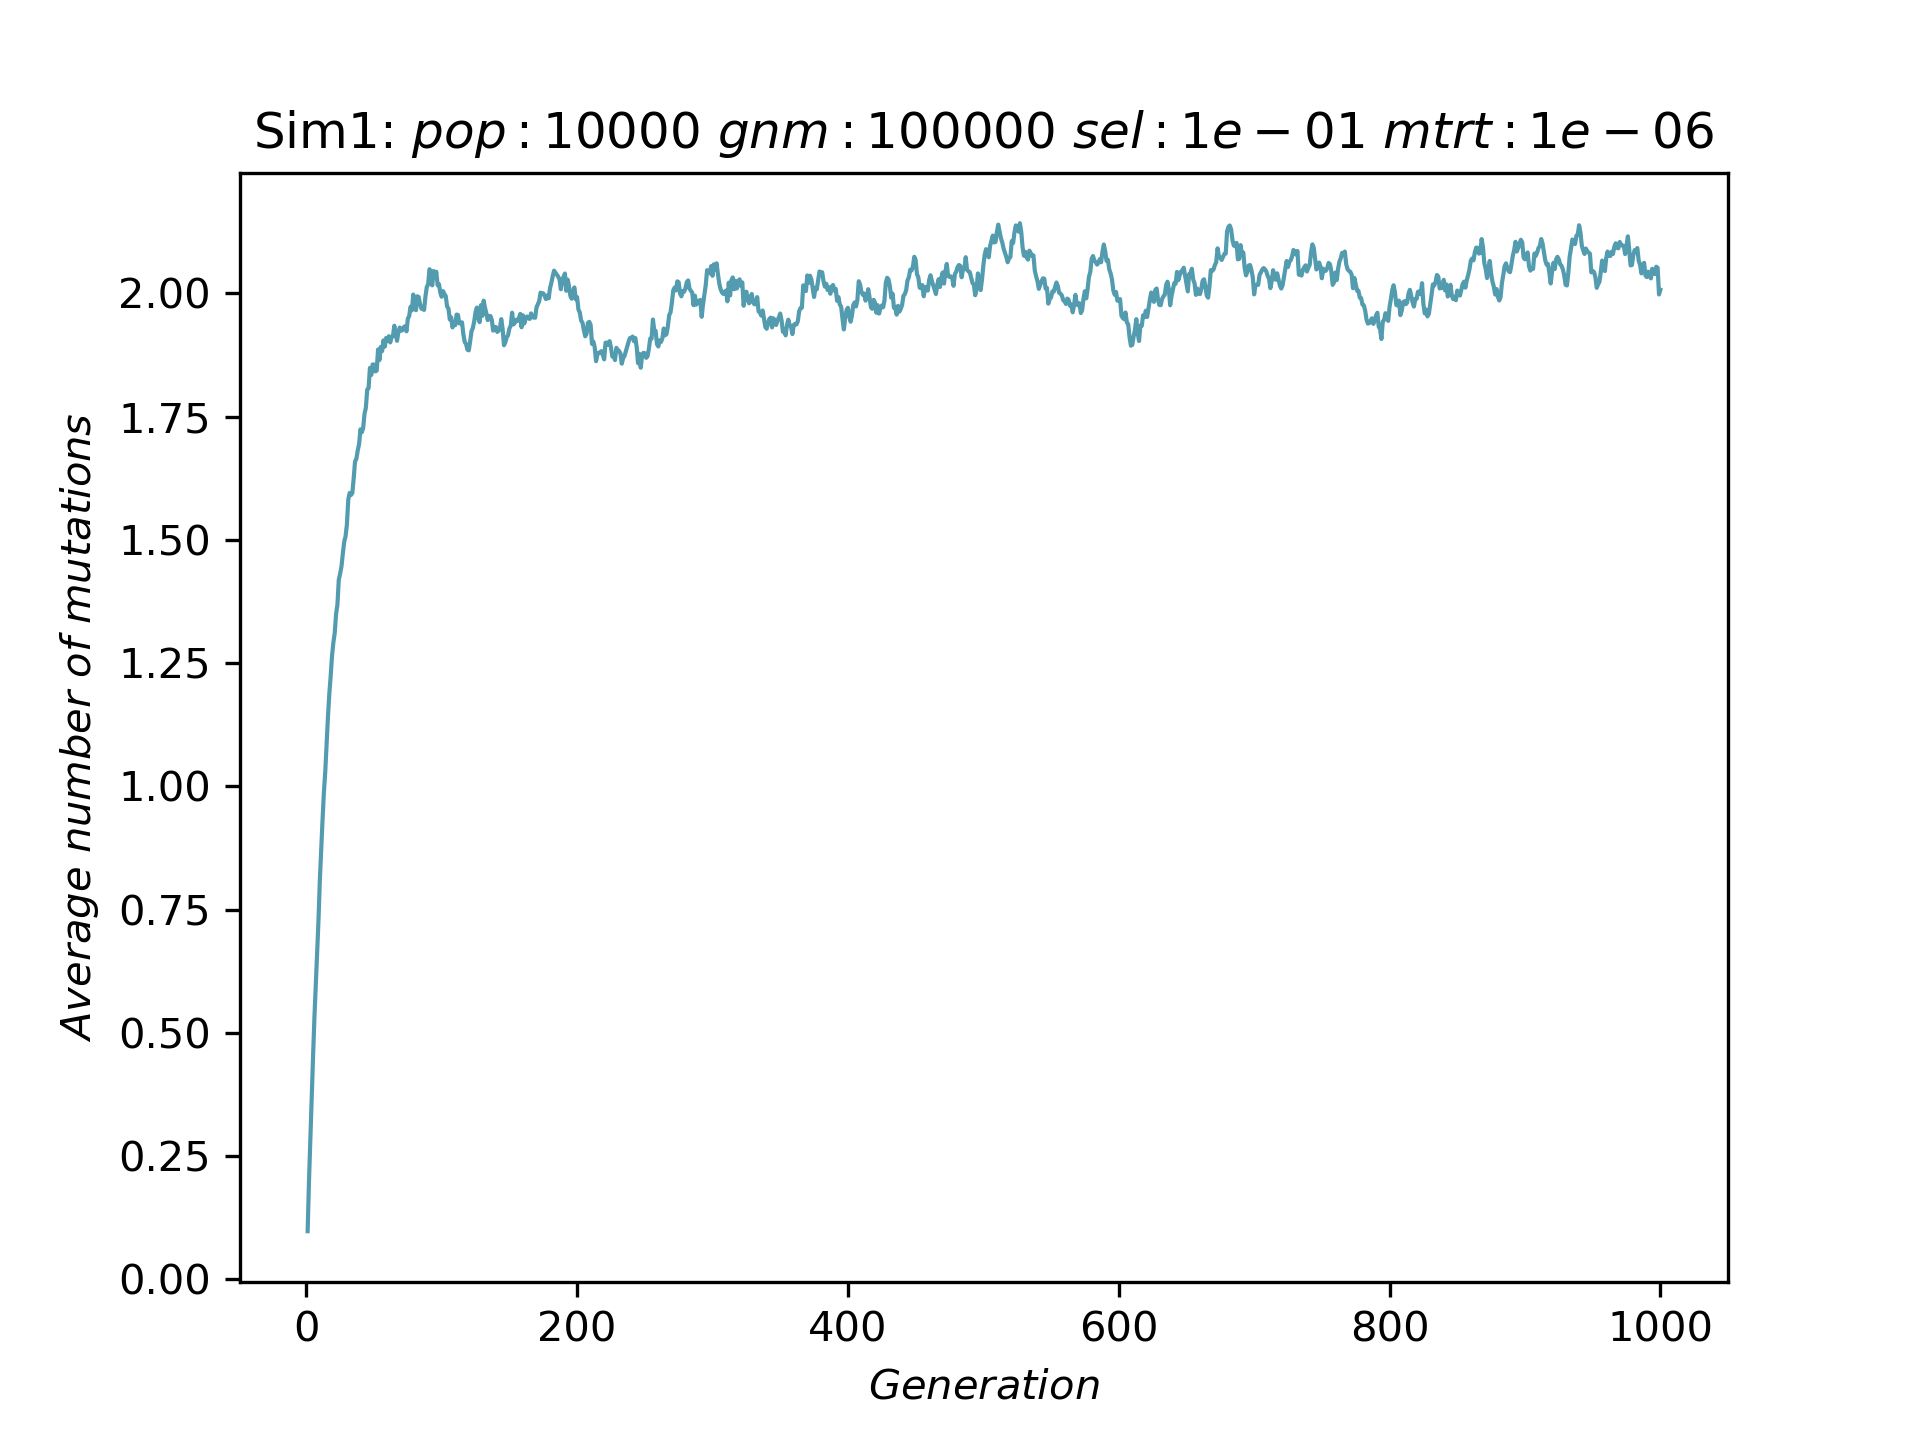 Sim1: pop : 10000 gnm : 100000 sel : 1e − 01 mtrt : 1e − 06
Average number of mutations
2.00
1.75
1.50
1.25
1.00
0.75
0.50
0.25
0.00
0 200 400 600 800 1000
Generation